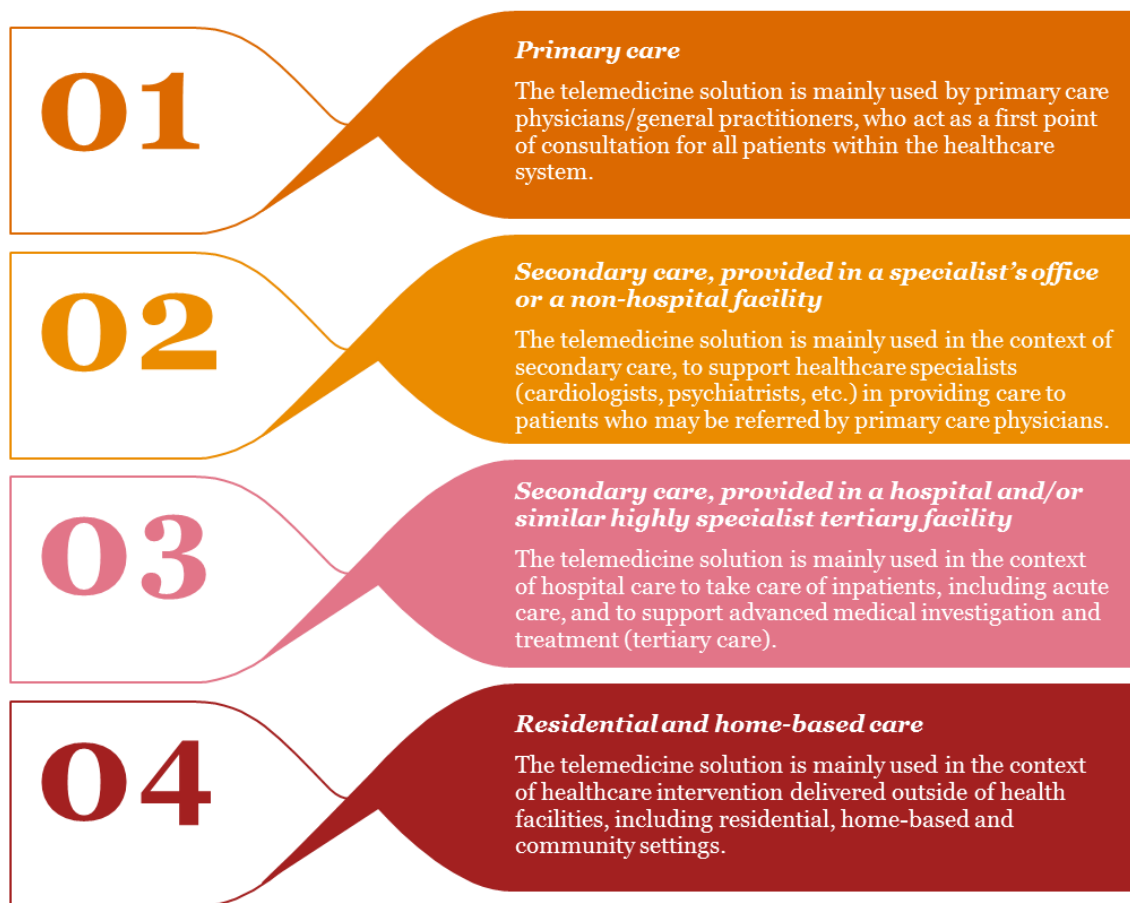 01
Primary care
The telemedicine solution is mainly used by primary care
physicians/general practitioners, who act as a first point
of consultation for all patients within the healthcare
system.
02
Secondary care, provided in a specialist’s office
or a non-hospital facility
The telemedicine solution is mainly used in the context of
secondary care, to support healthcare specialists
(cardiologists, psychiatrists, etc.) in providing care to
patients who may be referred by primary care physicians.
03
Secondary care, provided in a hospital and/or
similar highly specialist tertiary facility
The telemedicine solution is mainly used in the context
of hospital care to take care of inpatients, including acute
care, and to support advanced medical investigation and
treatment (tertiary care).
04
Residential and home-based care
The telemedicine solution is mainly used in the context
of healthcare intervention delivered outside of health
facilities, including residential, home-based and
community settings.